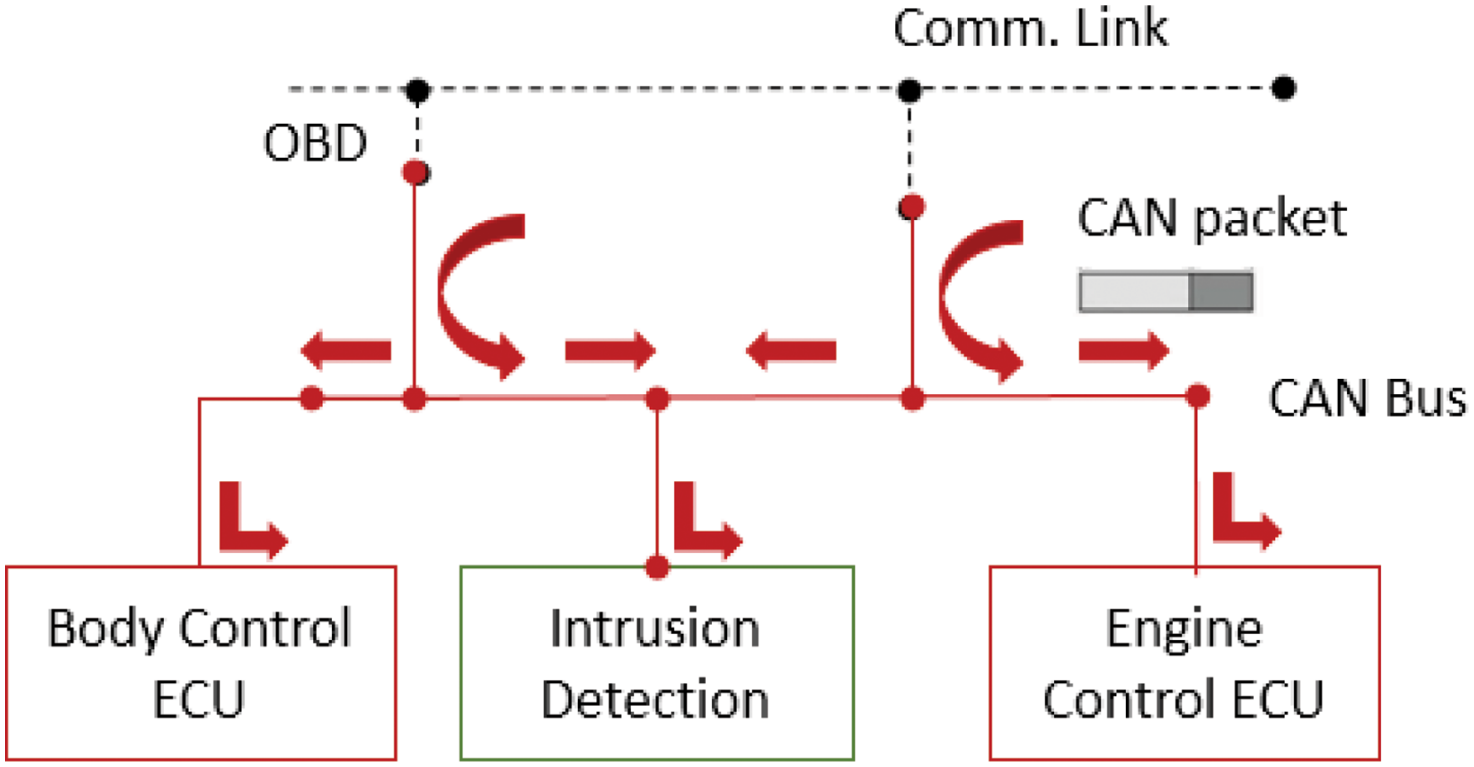 Comm. Link
OBD
CAN packet
CAN Bus
Body Control
ECU
Intrusion
Detection
Engine
Control ECU